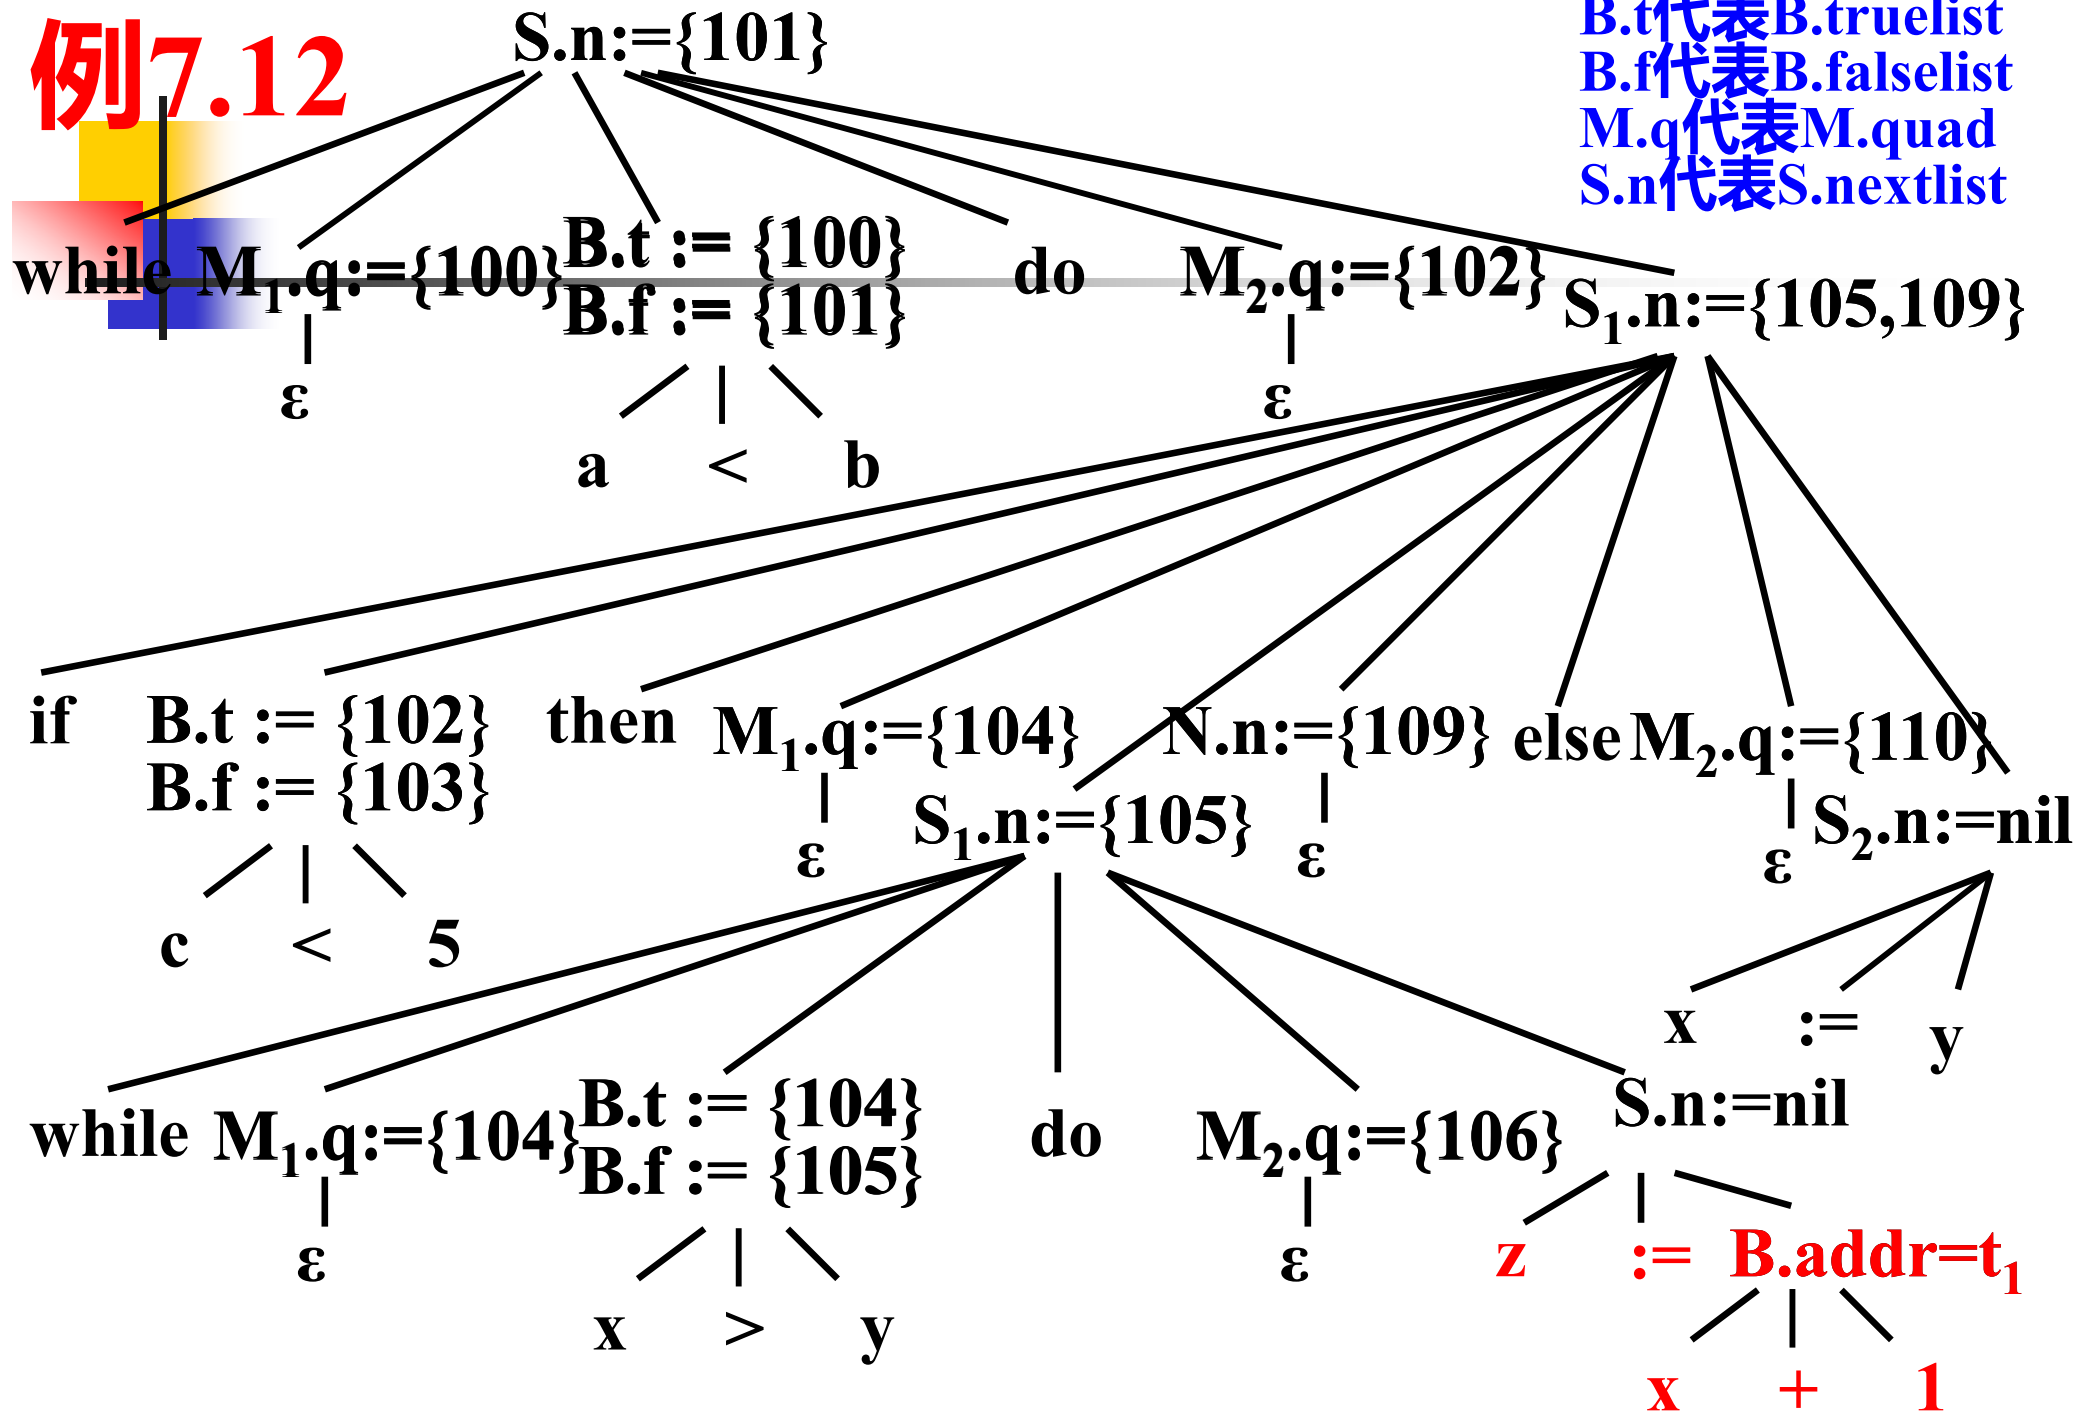 例7.12
S.n:={101}
B.t代表B.truelist
B.f代表B.falselist
M.q代表M.quad
S.n代表S.nextlist
while M₁.q:={100} B.t := {100} do M₂.q:={102} S₁.n:={105,109}
B.f := {101}
ε ε
a < b
if B.t := {102} then M₁.q:={104} N.n:={109} else M₂.q:={110}
B.f := {103} S₁.n:={105} S₂.n:=nil
ε ε ε
c < 5
x := y
while M₁.q:={104} B.t := {104} do M₂.q:={106} S.n:=nil
B.f := {105}
ε ε z := B.addr=t₁
x > y
x + 1